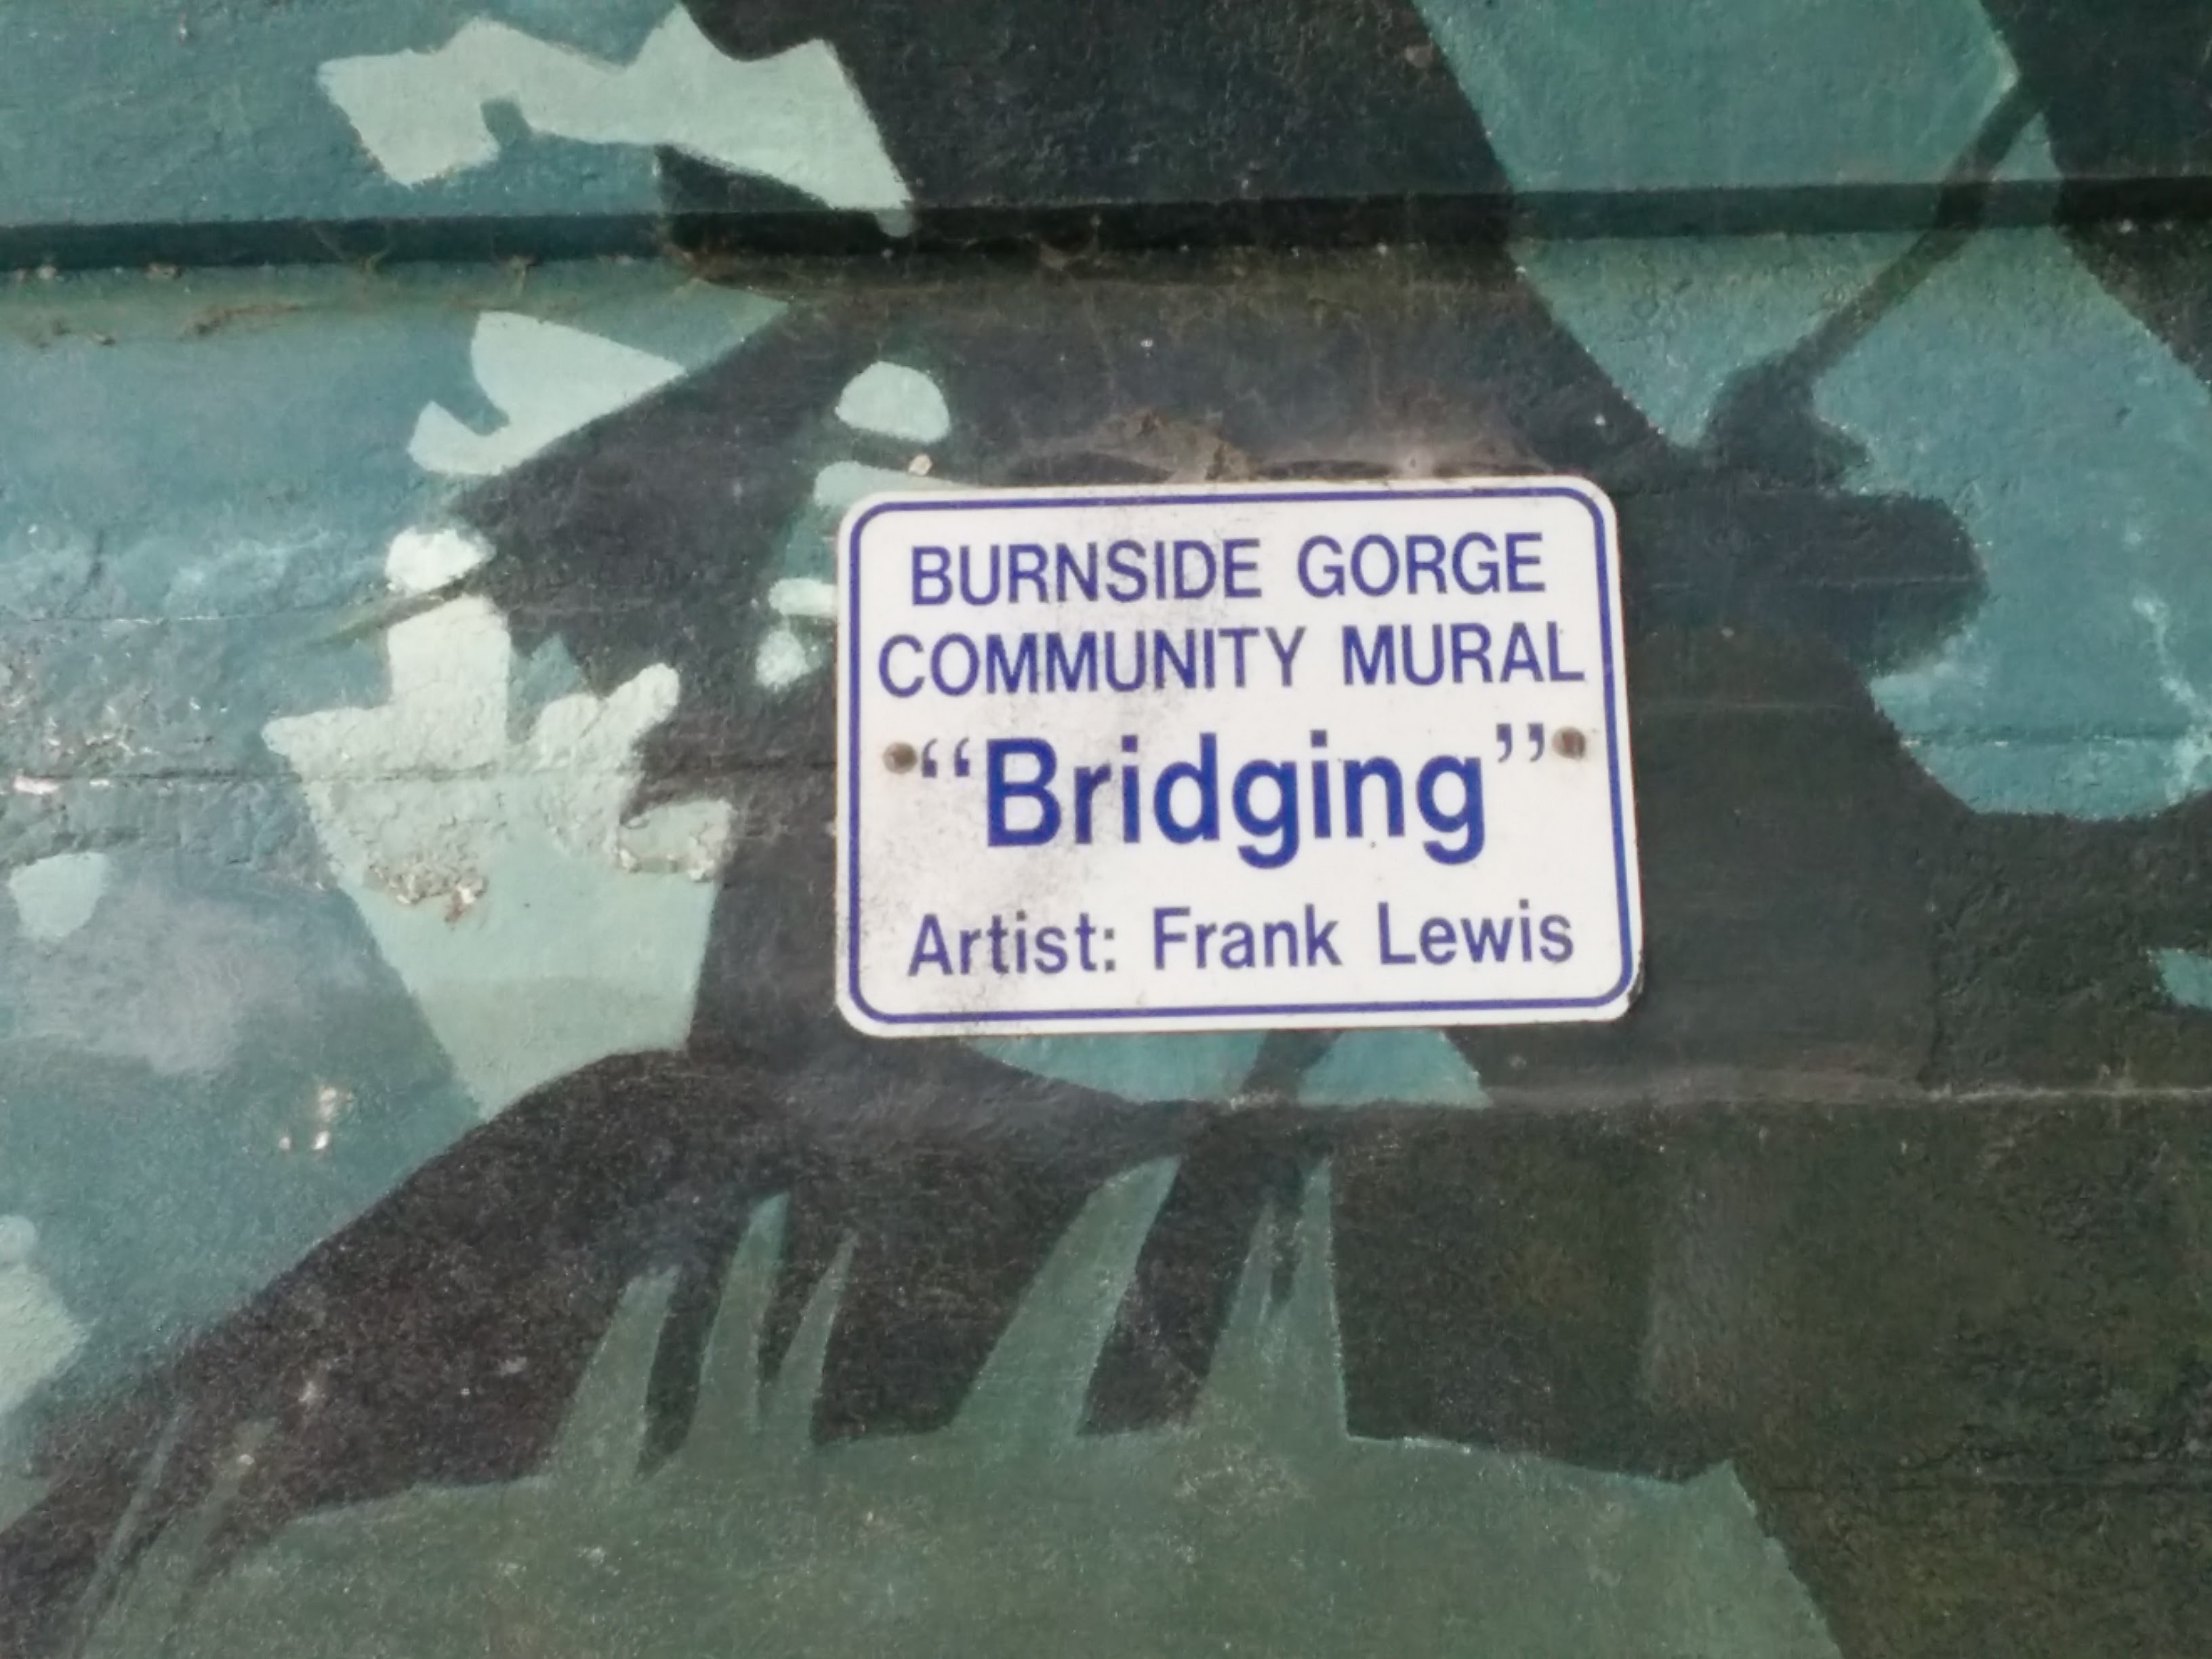 BURNSIDE GORGE
COMMUNITY MURAL
“Bridging”
Artist: Frank Lewis